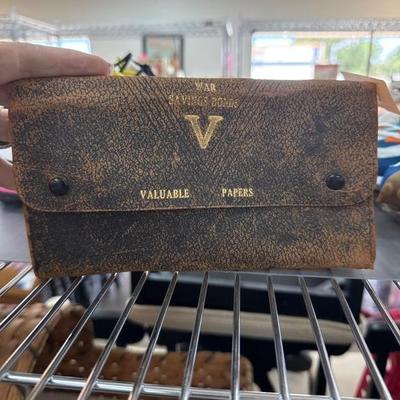 WAR
SAVINGS BONDS
V
VALUABLE PAPERS